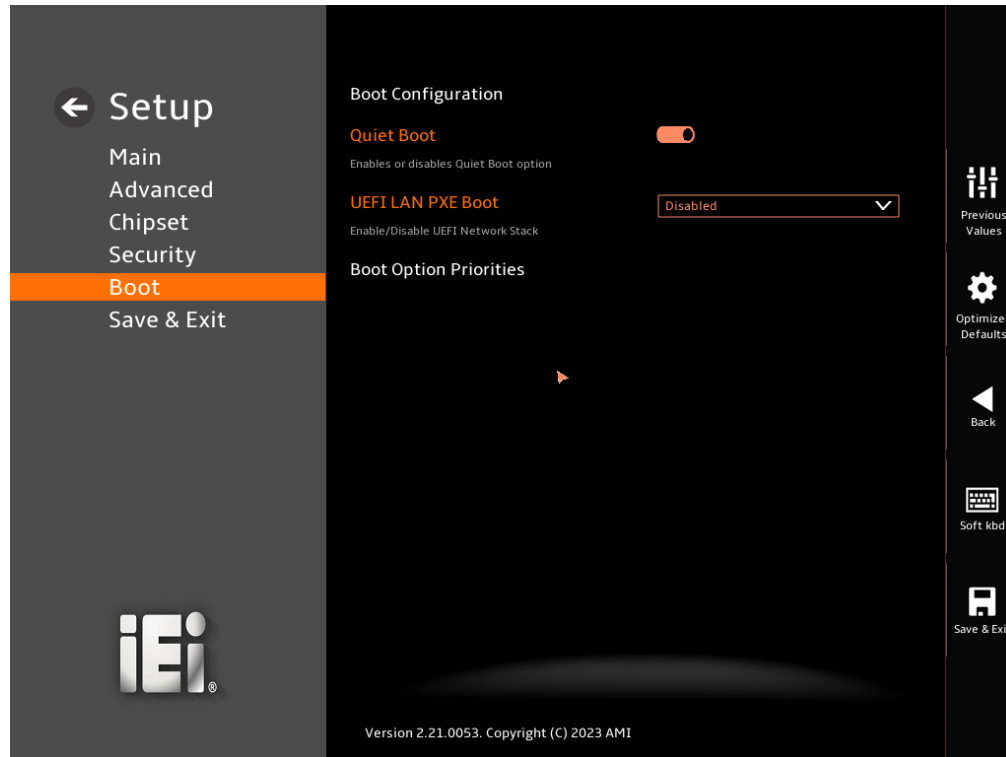 Setup
Main
Advanced
Chipset
Security
Boot
Save & Exit
iEi®
Boot Configuration
Quiet Boot
Enables or disables Quiet Boot option
UEFI LAN PXE Boot
Disabled
Enable/Disable UEFI Network Stack
Boot Option Priorities
Version 2.21.0053. Copyright (C) 2023 AMI
Previous
Values
Optimize
Defaults
Back
Soft kbd
Save & Exi